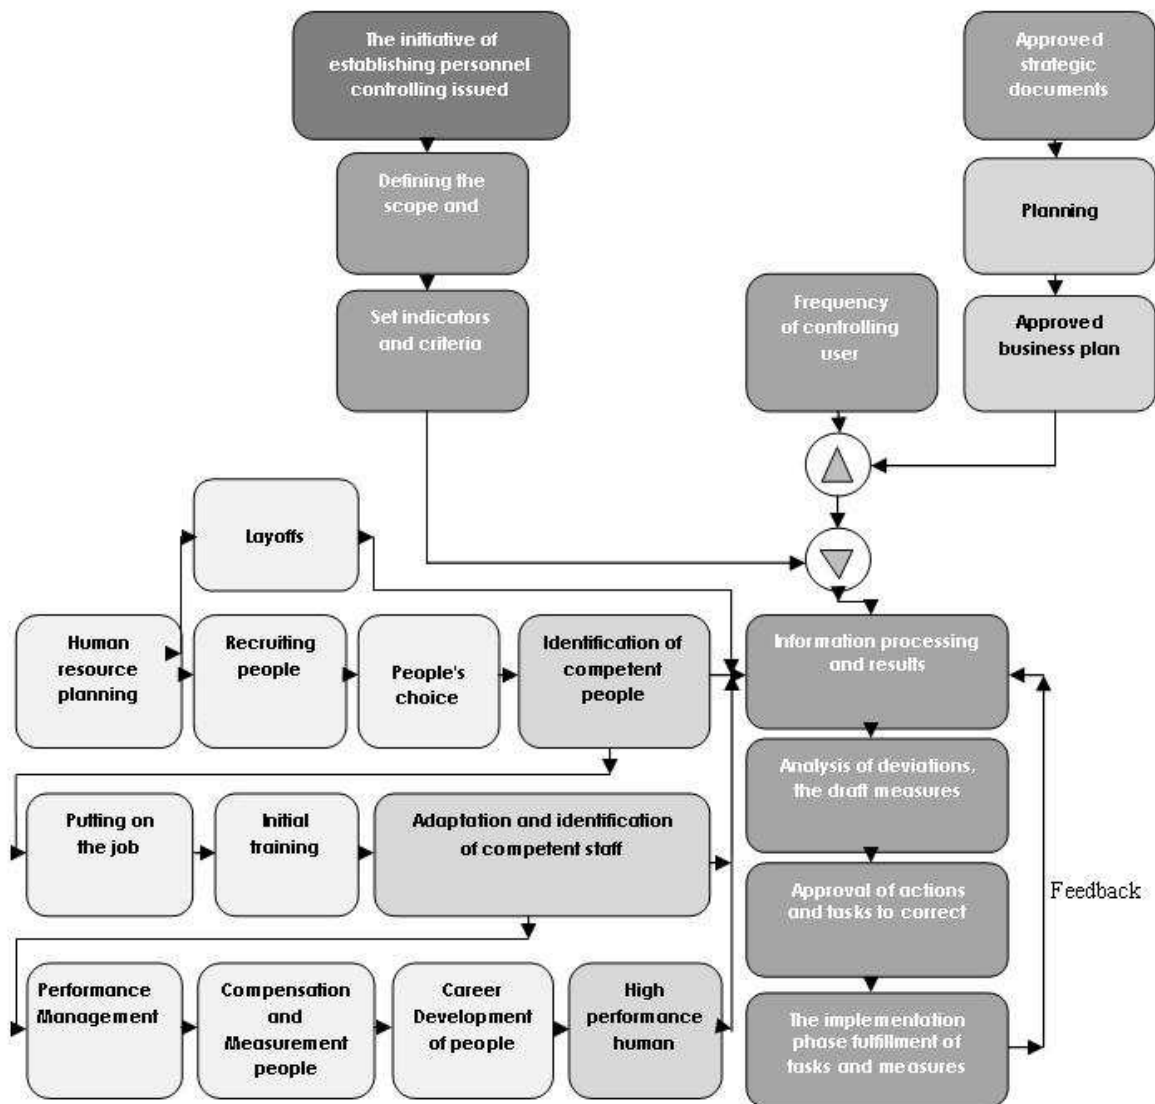 The initiative of
establishing personnel
controlling issued
Approved
strategic
documents
Defining the
scope and
Planning
Set indicators
and criteria
Frequency
of controlling
user
Approved
business plan
Layoffs
Human
resource
planning
Recruiting
people
People's
choice
Identification of
competent
people
Information processing
and results
Analysis of deviations,
the draft measures
Putting on
the job
Initial
training
Adaptation and identification
of competent staff
Approval of actions
and tasks to correct
Feedback
Performance
Management
Compensation
and
Measurement
people
Career
Development
of people
High
performance
human
The implementation
phase fulfillment of
tasks and measures